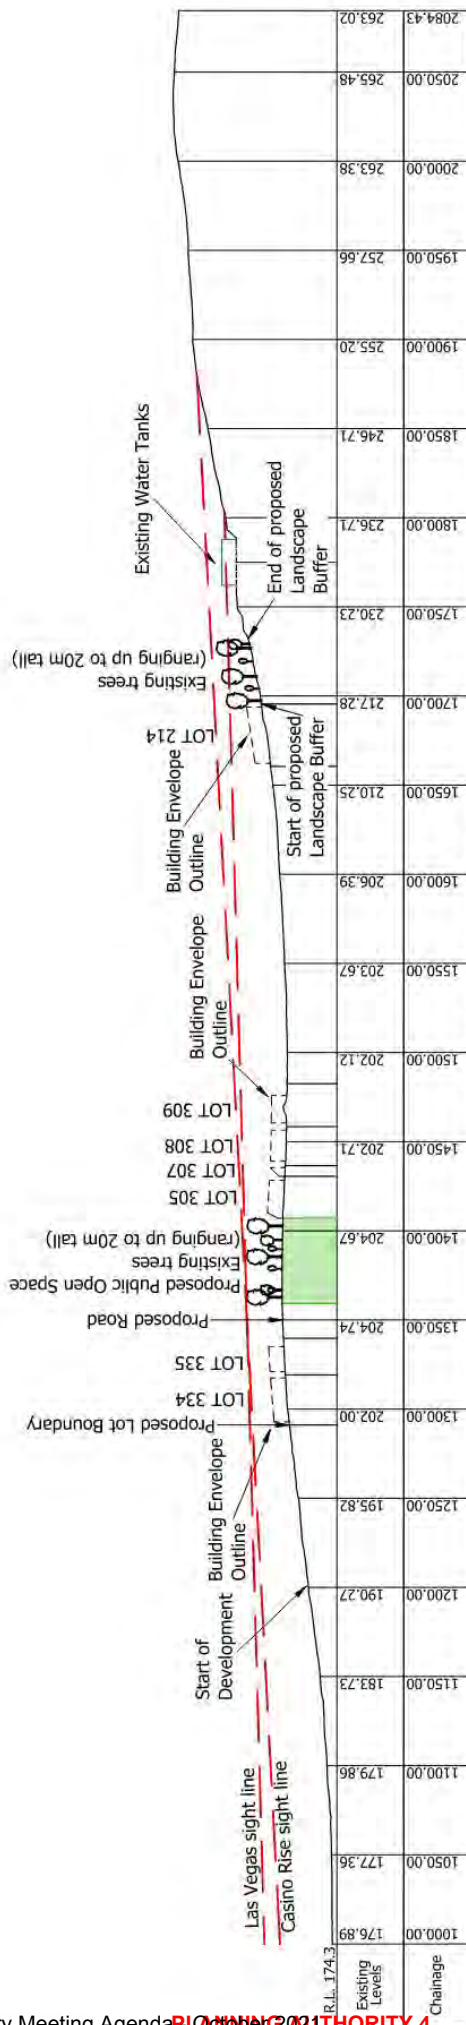 Las Vegas sight line
Casino Rise sight line
Start of
Development
Building Envelope
Outline
Proposed Lot Boundary
LOT 334
LOT 335
Proposed Road
Proposed Public Open Space
Existing trees
(ranging up to 20m tall)
LOT 305
LOT 307
LOT 308
LOT 309
Building Envelope
Outline
Building Envelope
Outline
LOT 214
Start of proposed
Landscape Buffer
Existing trees
(ranging up to 20m tall)
End of proposed
Landscape
Buffer
Existing Water Tanks
R.L. 174.3
Existing
Levels
176.89
177.36
179.86
183.73
190.27
195.82
202.00
204.74
204.67
202.71
202.12
203.67
206.39
210.25
217.28
230.23
236.71
246.71
255.20
257.66
263.38
265.48
263.02
Chainage
1000.00
1050.00
1100.00
1150.00
1200.00
1250.00
1300.00
1350.00
1400.00
1450.00
1500.00
1550.00
1600.00
1650.00
1700.00
1750.00
1800.00
1850.00
1900.00
1950.00
2000.00
2050.00
2084.43
y Meeting Agenda - October 2021
PLANNING AUTHORITY 4